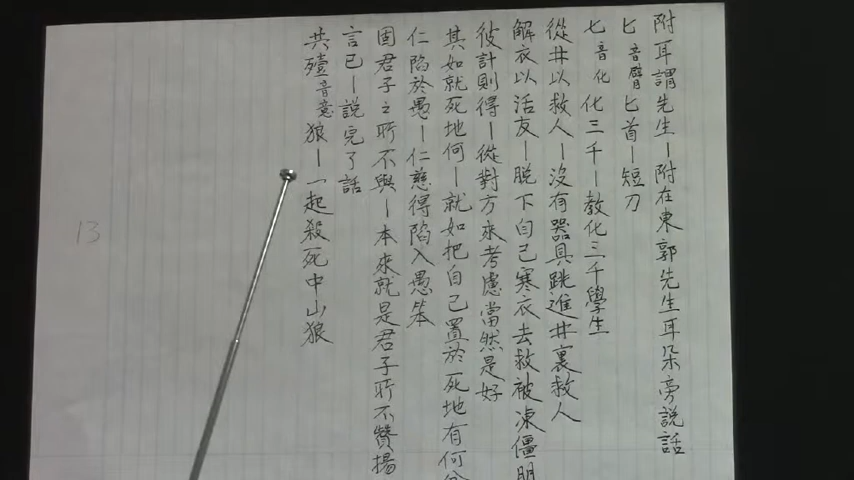 附耳謂先生－附在東郭先生耳朵旁說話
匕音臂匕首－短刀
七音化化三千－教化三千學生
從井以救人－沒有器具跳進井裏救人
解衣以活友－脫下自己寒衣去救被凍僵朋
彼計則得－從對方來考慮當然是好
其如就死地何－就如把自己置於死地有何
仁陷於愚－仁慈得陷入愚笨
固君子之所不與－本來就是君子所不贊揚
言已－說完了話
共殪音意狼－一起殺死中山狼
13